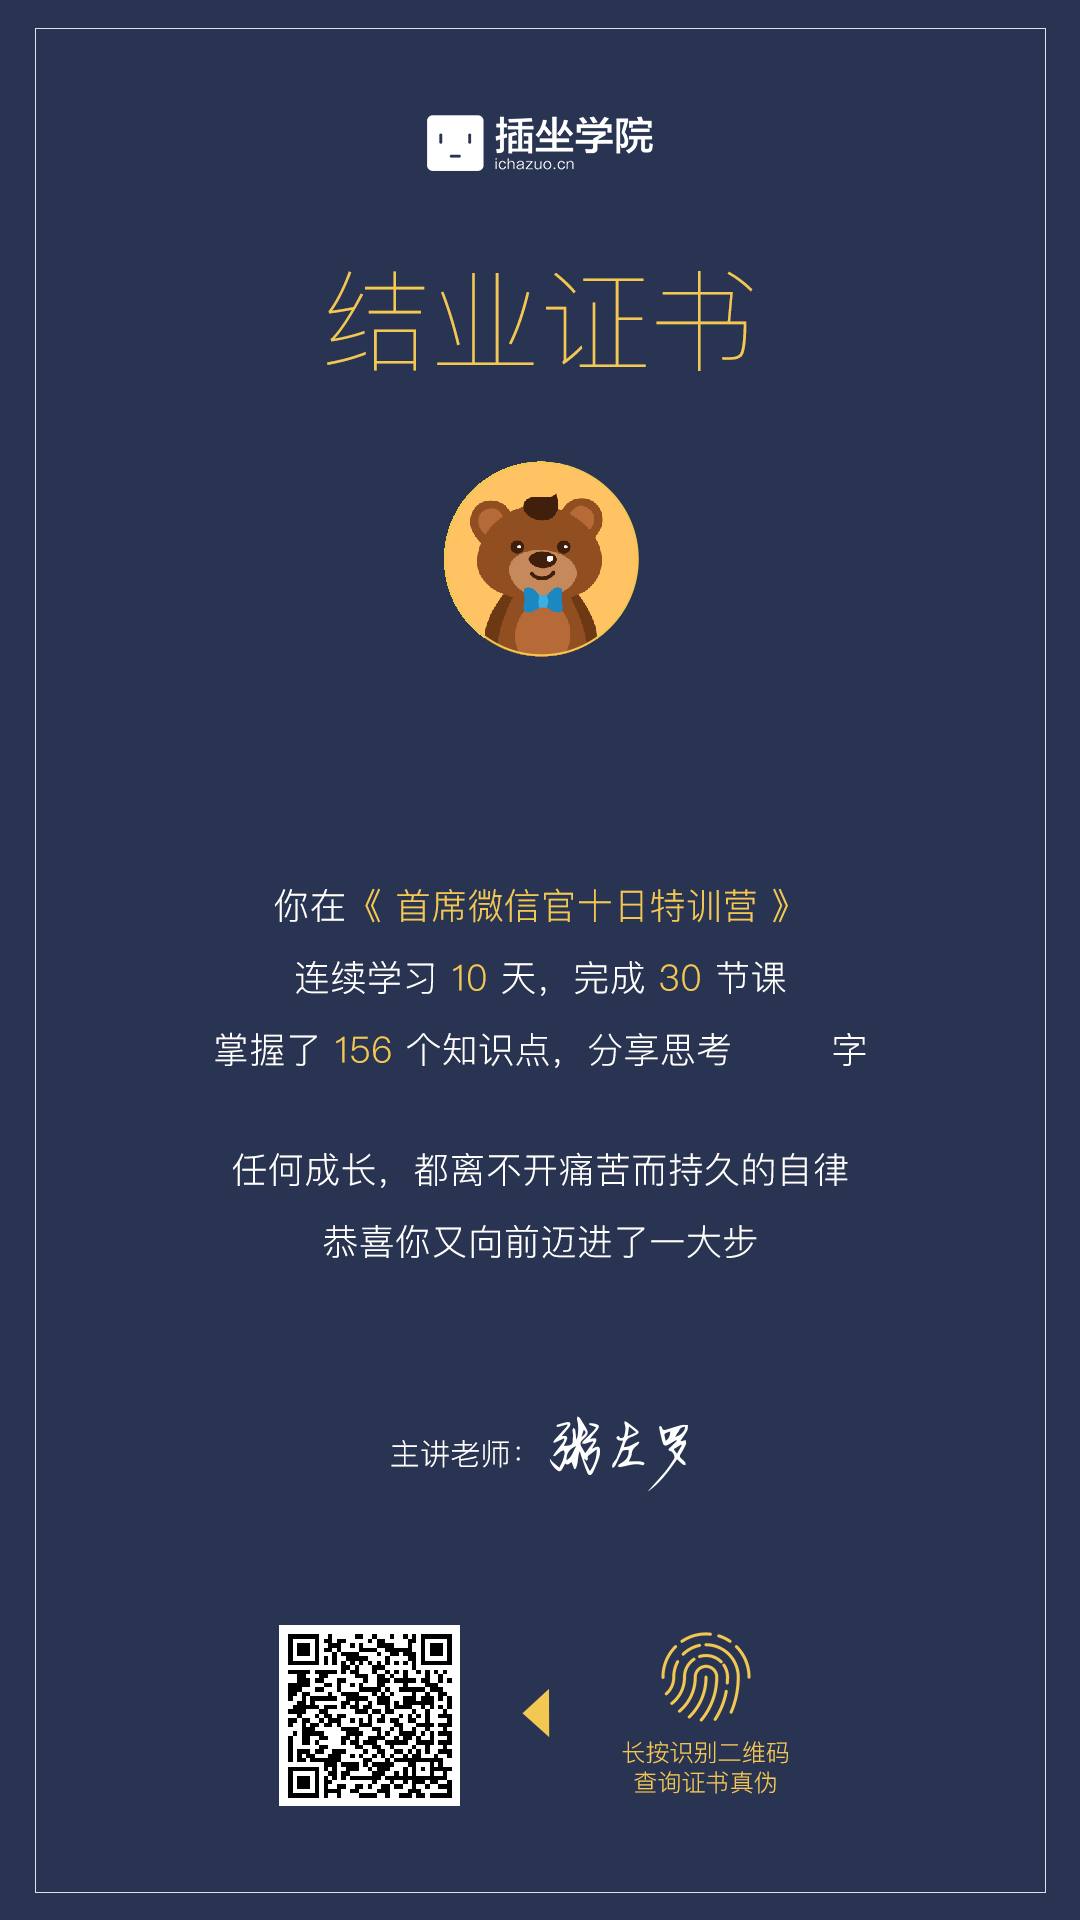 插坐学院
ichazuo.cn
结业证书
你在《 首席微信官十日特训营 》
连续学习 10 天，完成 30 节课
掌握了 156 个知识点，分享思考 字
任何成长，都离不开痛苦而持久的自律
恭喜你又向前迈进了一大步
主讲老师：粥左罗
长按识别二维码
查询证书真伪